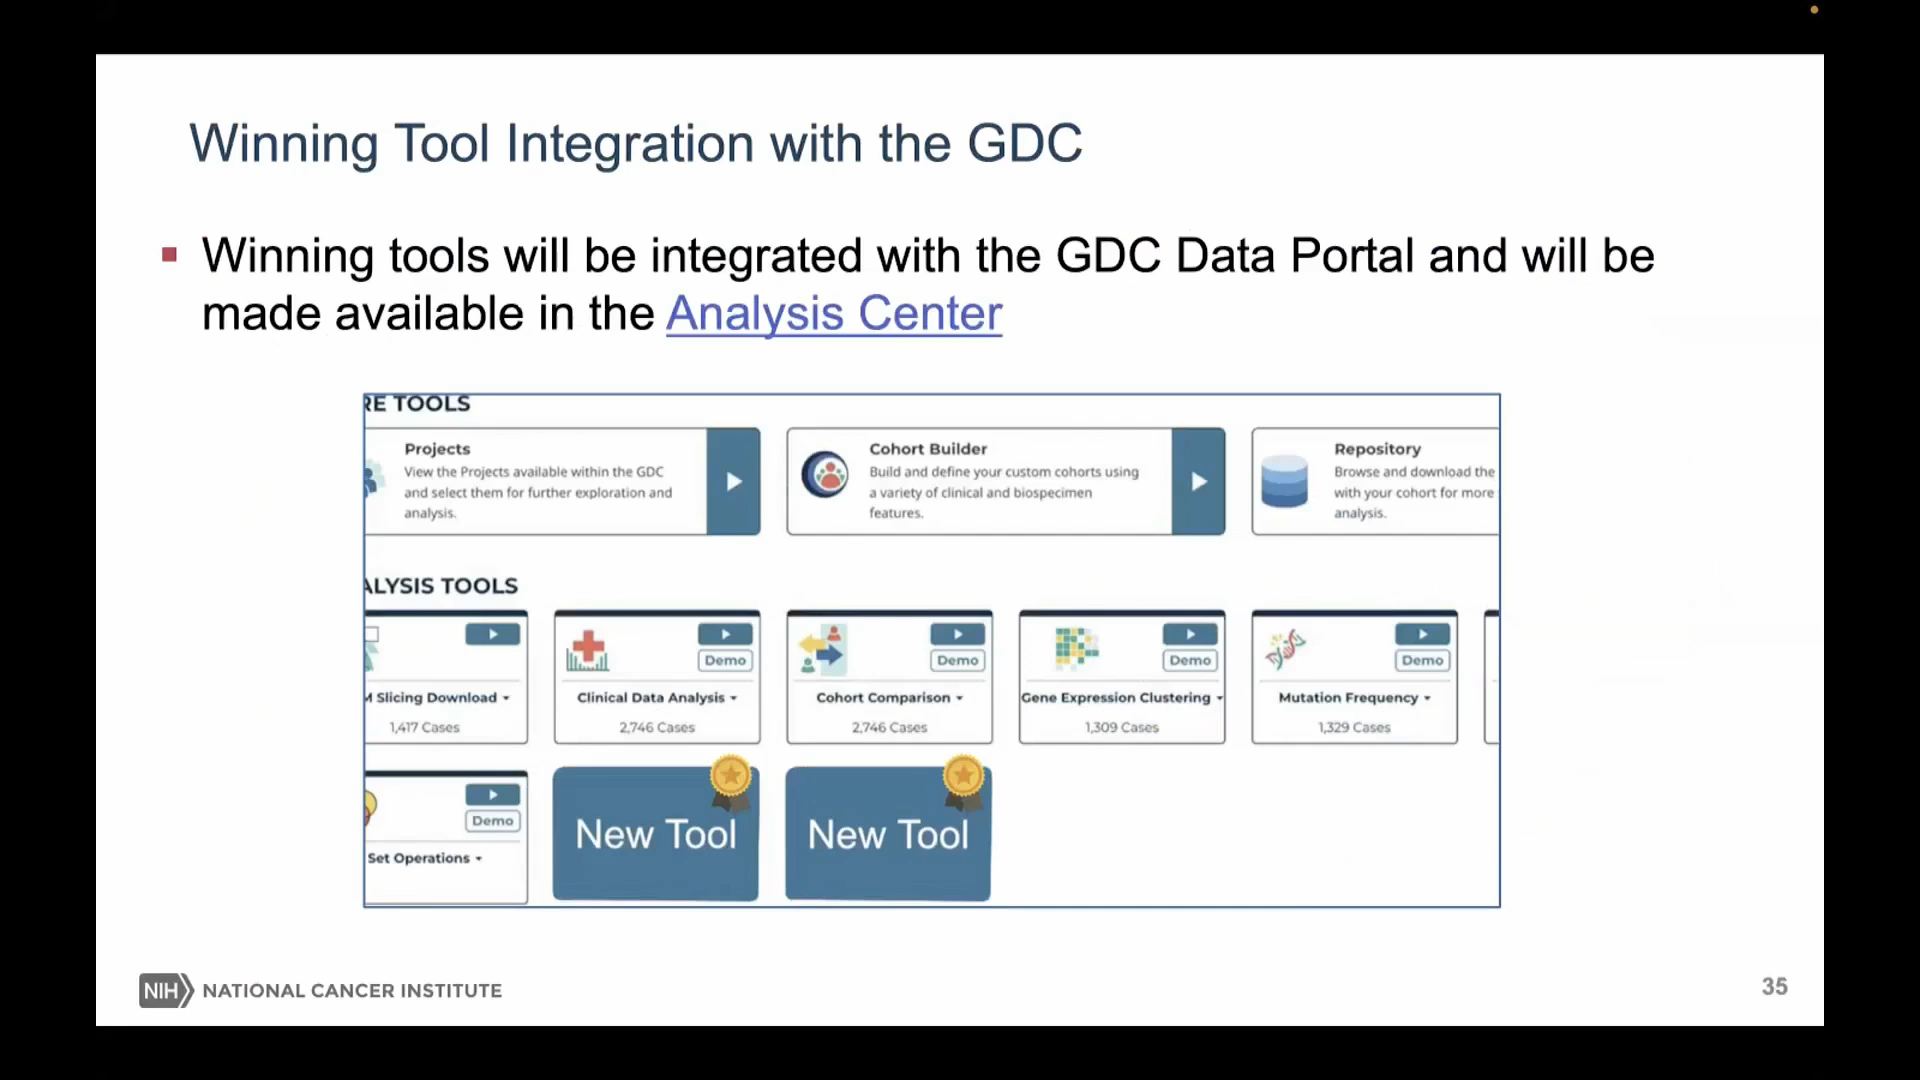 Winning Tool Integration with the GDC
Winning tools will be integrated with the GDC Data Portal and will be
made available in the Analysis Center
RE TOOLS
Projects
View the Projects available within the GDC
and select them for further exploration and
analysis.
Cohort Builder
Build and define your custom cohorts using
a variety of clinical and biospecimen
features.
Repository
Browse and download the
with your cohort for more
analysis.
ALYSIS TOOLS
M Slicing Download
1,417 Cases
Demo
Clinical Data Analysis
2,746 Cases
Demo
Cohort Comparison
2,746 Cases
Demo
Gene Expression Clustering
1,309 Cases
Demo
Mutation Frequency
1,329 Cases
Demo
Set Operations
New Tool
New Tool
NIH NATIONAL CANCER INSTITUTE
35